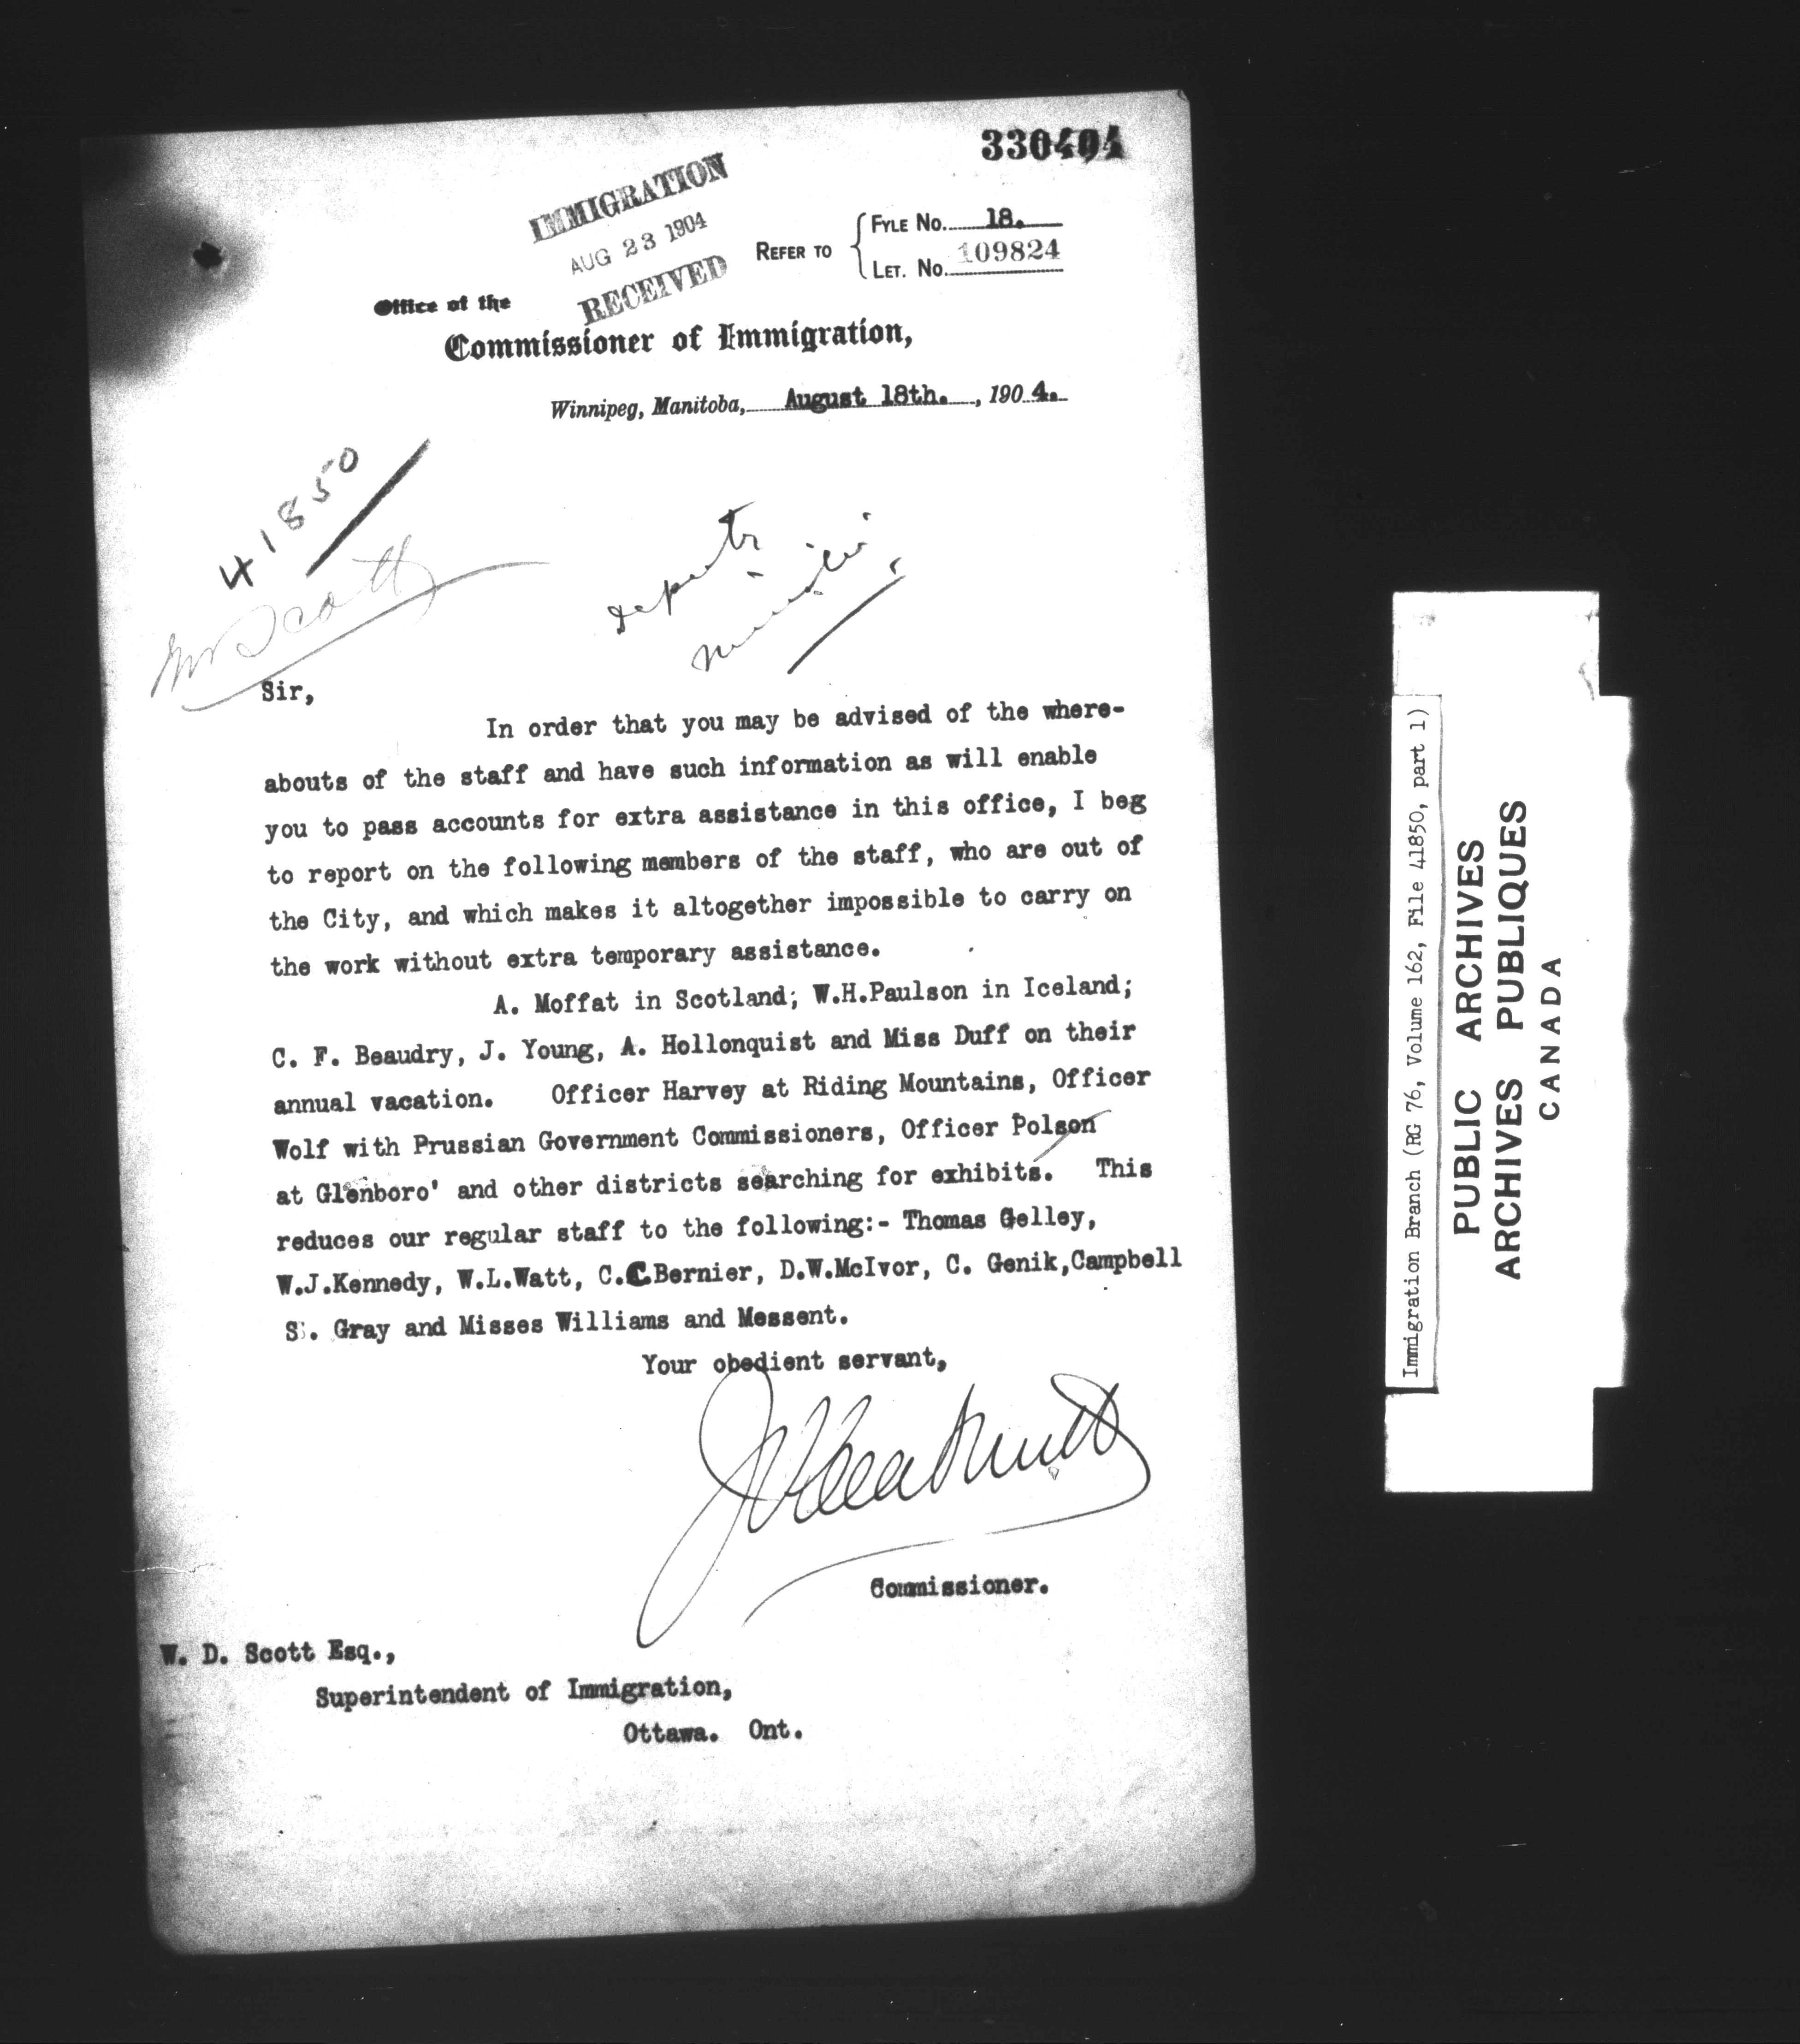 330404
IMMIGRATION
AUG 23 1904
RECEIVED
REFER TO
FYLE No. 18.
LET. No. 109824
Office of the
Commissioner of Immigration,
Winnipeg, Manitoba, August 18th., 1904.
41850
Mr Scott
Sir,
In order that you may be advised of the where-
abouts of the staff and have such information as will enable
you to pass accounts for extra assistance in this office, I beg
to report on the following members of the staff, who are out of
the City, and which makes it altogether impossible to carry on
the work without extra temporary assistance.
A. Moffat in Scotland; W.H.Paulson in Iceland;
C. F. Beaudry, J. Young, A. Hollonquist and Miss Duff on their
annual vacation. Officer Harvey at Riding Mountains, Officer
Wolf with Prussian Government Commissioners, Officer Polson
at Glenboro' and other districts searching for exhibits. This
reduces our regular staff to the following:- Thomas Gelley,
W.J.Kennedy, W.L.Watt, C.C.Bernier, D.W.McIvor, C. Genik,Campbell
S. Gray and Misses Williams and Messent.
Your obedient servant,
Commissioner.
W. D. Scott Esq.,
Superintendent of Immigration,
Ottawa. Ont.
Immigration Branch (RG 76, Volume 162, File 41850, part 1)
PUBLIC ARCHIVES
ARCHIVES PUBLIQUES
CANADA